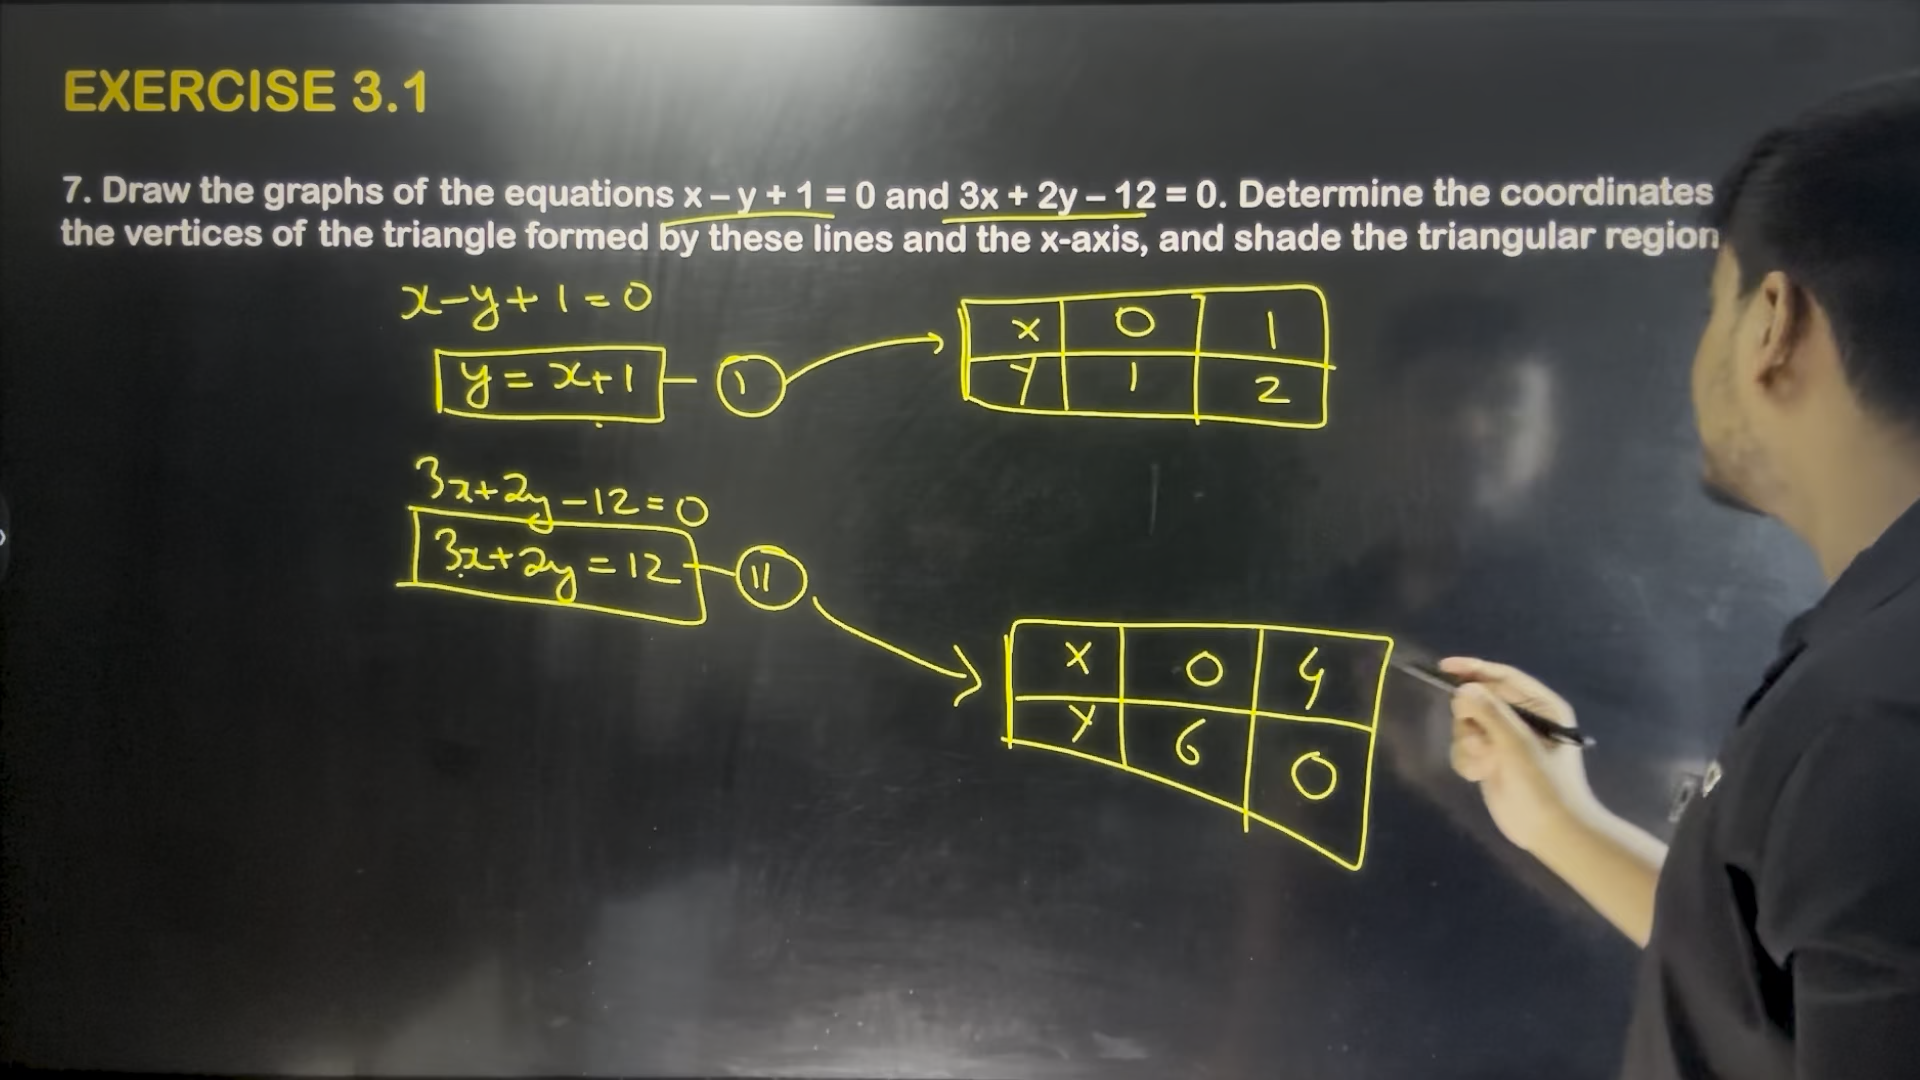 EXERCISE 3.1
7. Draw the graphs of the equations x – y + 1 = 0 and 3x + 2y – 12 = 0. Determine the coordinates
the vertices of the triangle formed by these lines and the x-axis, and shade the triangular region
x-y+1=0
y = x+1 — 1
x 0 1
y 1 2
3x+2y-12=0
3x+2y=12 — 11
x 0 4
y 6 0